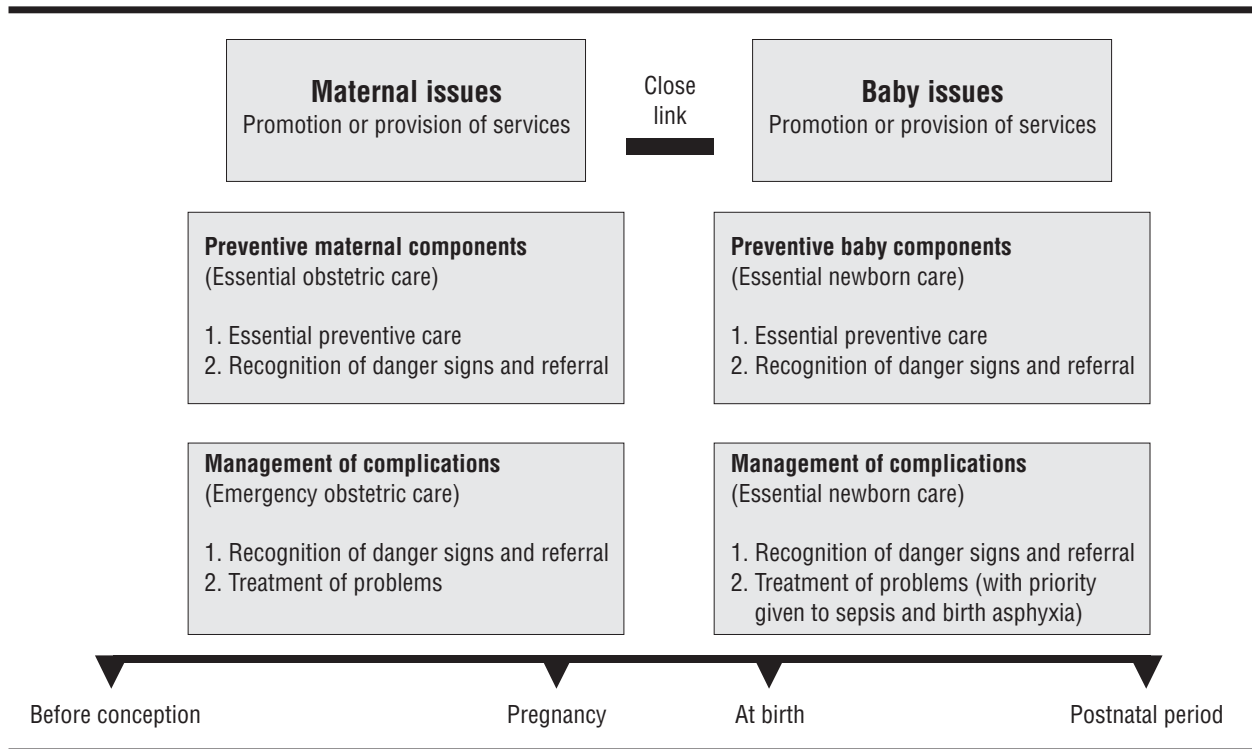 Maternal issues
Promotion or provision of services
Close
link
Baby issues
Promotion or provision of services
Preventive maternal components
(Essential obstetric care)
1. Essential preventive care
2. Recognition of danger signs and referral
Preventive baby components
(Essential newborn care)
1. Essential preventive care
2. Recognition of danger signs and referral
Management of complications
(Emergency obstetric care)
1. Recognition of danger signs and referral
2. Treatment of problems
Management of complications
(Essential newborn care)
1. Recognition of danger signs and referral
2. Treatment of problems (with priority
given to sepsis and birth asphyxia)
Before conception
Pregnancy
At birth
Postnatal period